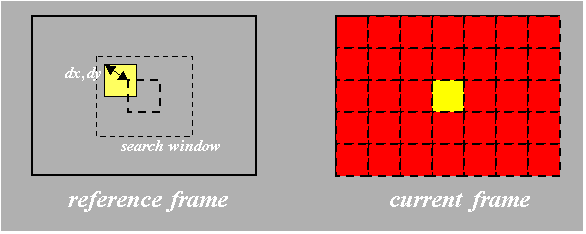 dx,dy
search window
reference frame
current frame